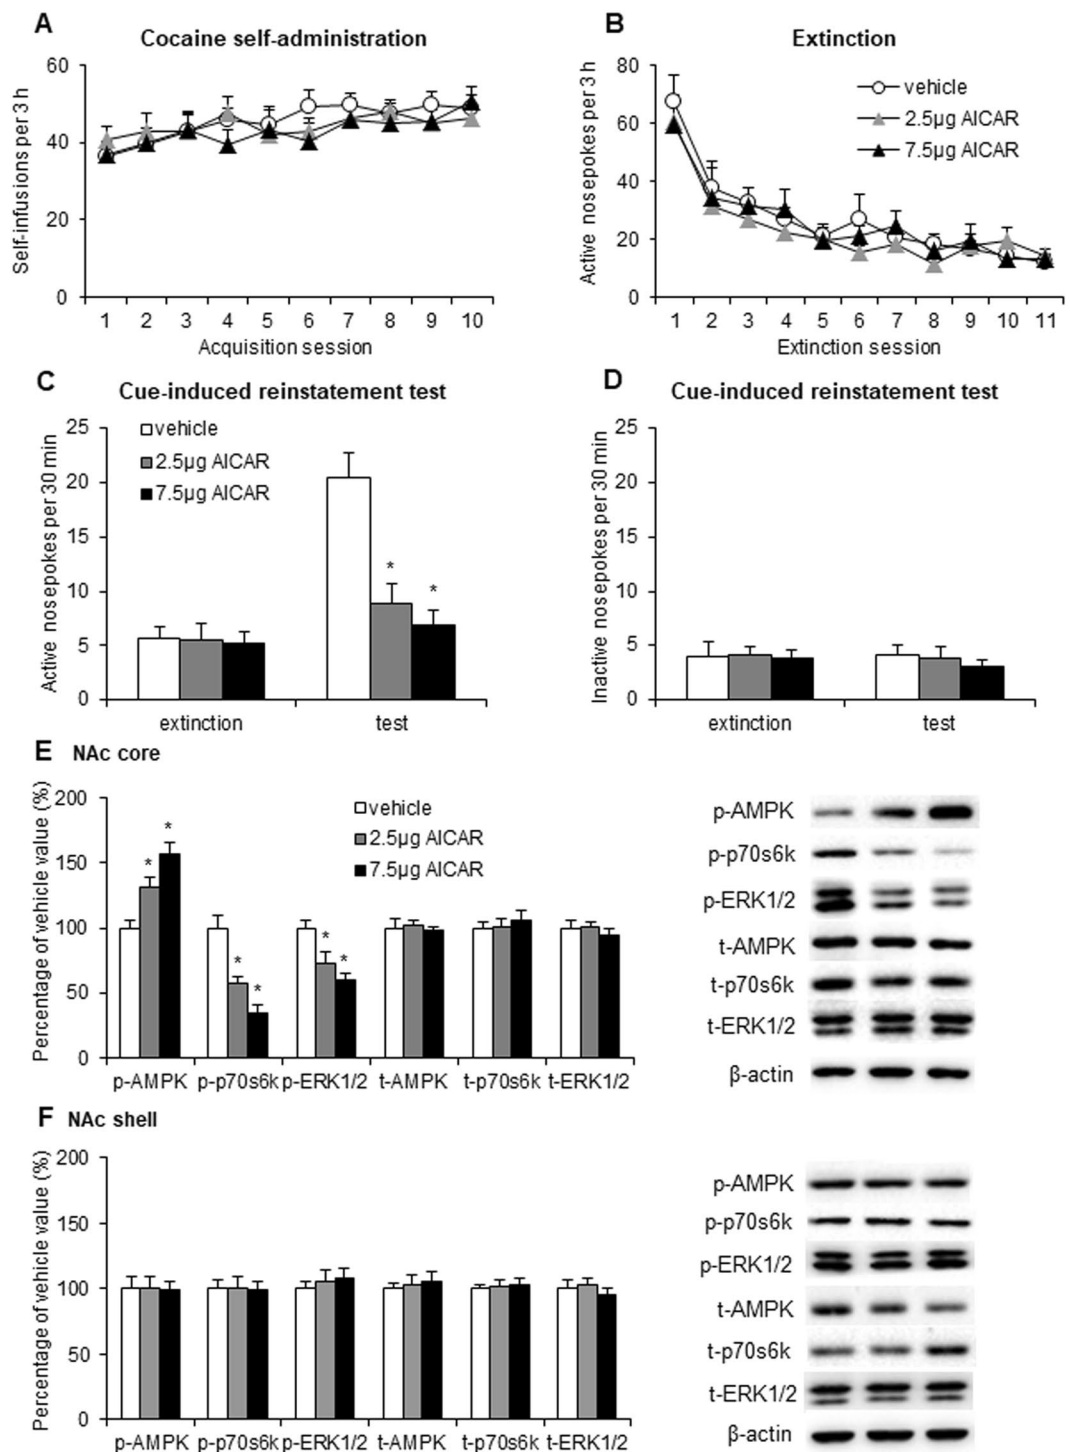 A
Cocaine self-administration
Self-infusions per 3 h
60
40
20
0
1 2 3 4 5 6 7 8 9 10
Acquisition session
B
Extinction
Active nosepokes per 3 h
80
60
40
20
0
vehicle
2.5µg AICAR
7.5µg AICAR
1 2 3 4 5 6 7 8 9 10 11
Extinction session
C
Cue-induced reinstatement test
Active nosepokes per 30 min
25
20
15
10
5
0
vehicle
2.5µg AICAR
7.5µg AICAR
*
*
extinction test
D
Cue-induced reinstatement test
Inactive nosepokes per 30 min
25
20
15
10
5
0
extinction test
E NAc core
Percentage of vehicle value (%)
200
150
100
50
0
vehicle
2.5µg AICAR
7.5µg AICAR
* *
* *
* *
p-AMPK p-p70s6k p-ERK1/2 t-AMPK t-p70s6k t-ERK1/2
p-AMPK
p-p70s6k
p-ERK1/2
t-AMPK
t-p70s6k
t-ERK1/2
β-actin
F NAc shell
Percentage of vehicle value (%)
200
150
100
50
0
p-AMPK p-p70s6k p-ERK1/2 t-AMPK t-p70s6k t-ERK1/2
p-AMPK
p-p70s6k
p-ERK1/2
t-AMPK
t-p70s6k
t-ERK1/2
β-actin